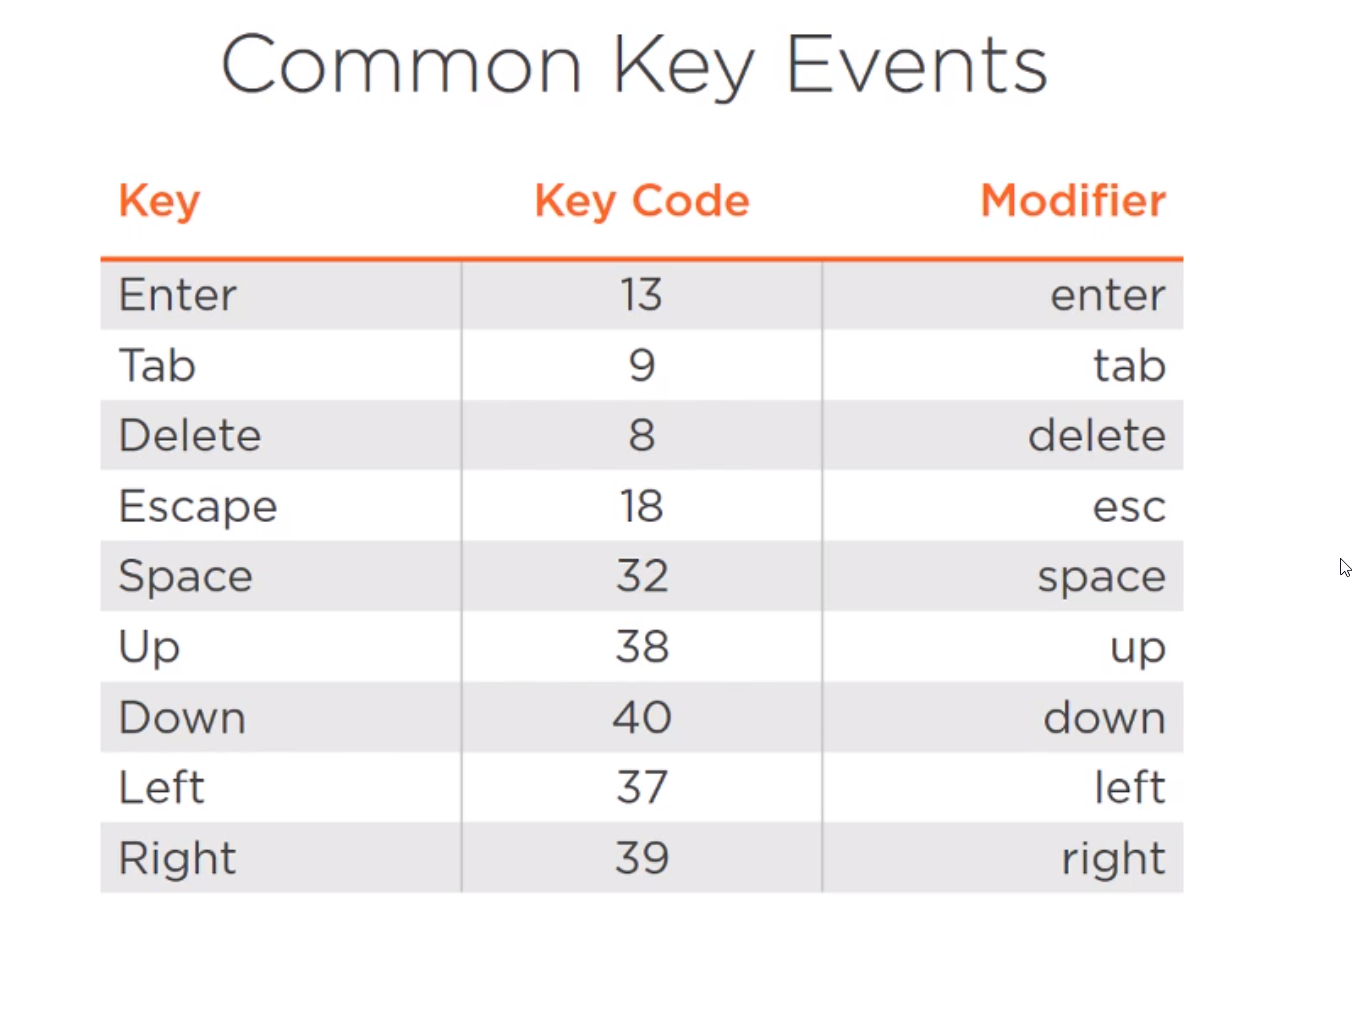 Common Key Events
Key Key Code Modifier
Enter 13 enter
Tab 9 tab
Delete 8 delete
Escape 18 esc
Space 32 space
Up 38 up
Down 40 down
Left 37 left
Right 39 right